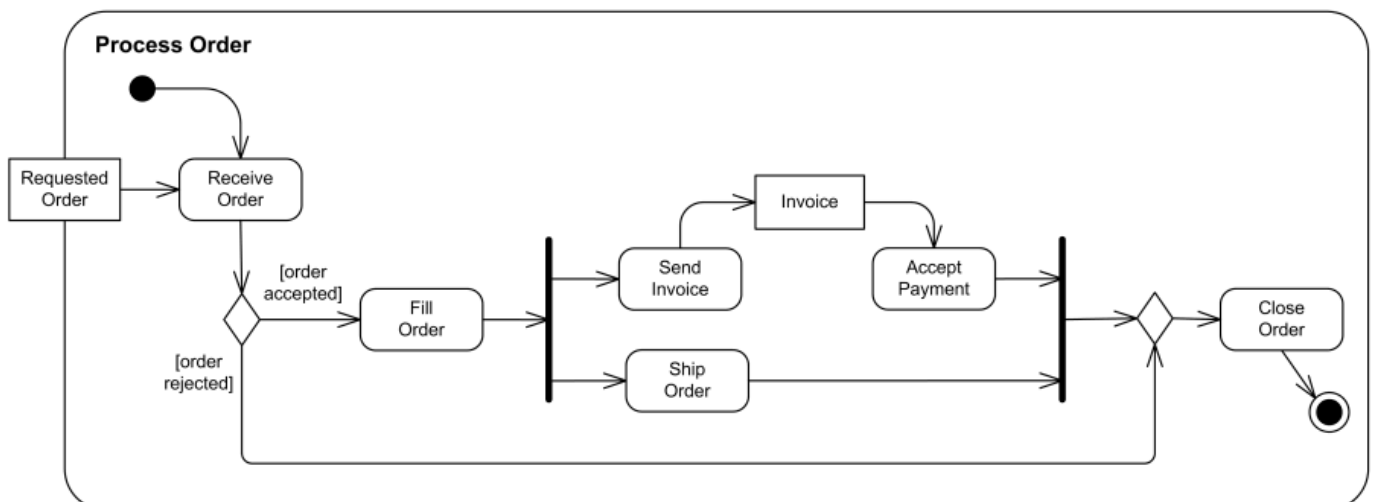 Process Order
Requested
Order
Receive
Order
[order
accepted]
[order
rejected]
Fill
Order
Send
Invoice
Invoice
Accept
Payment
Ship
Order
Close
Order